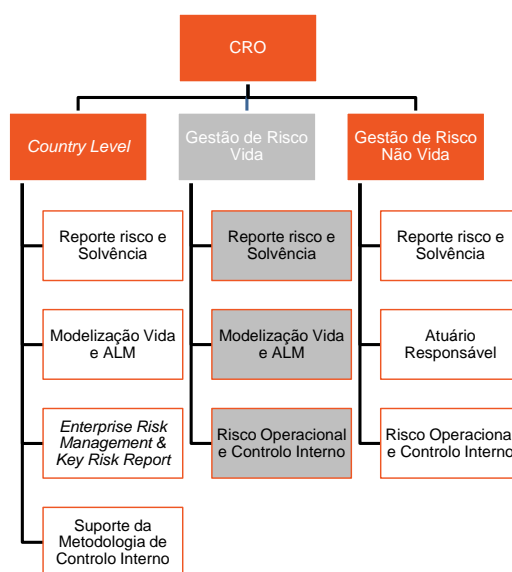 CRO
Country Level
Gestão de Risco
Vida
Gestão de Risco
Não Vida
Reporte risco e
Solvência
Reporte risco e
Solvência
Reporte risco e
Solvência
Modelização Vida
e ALM
Modelização Vida
e ALM
Atuário
Responsável
Enterprise Risk
Management &
Key Risk Report
Risco Operacional
e Controlo Interno
Risco Operacional
e Controlo Interno
Suporte da
Metodologia de
Controlo Interno